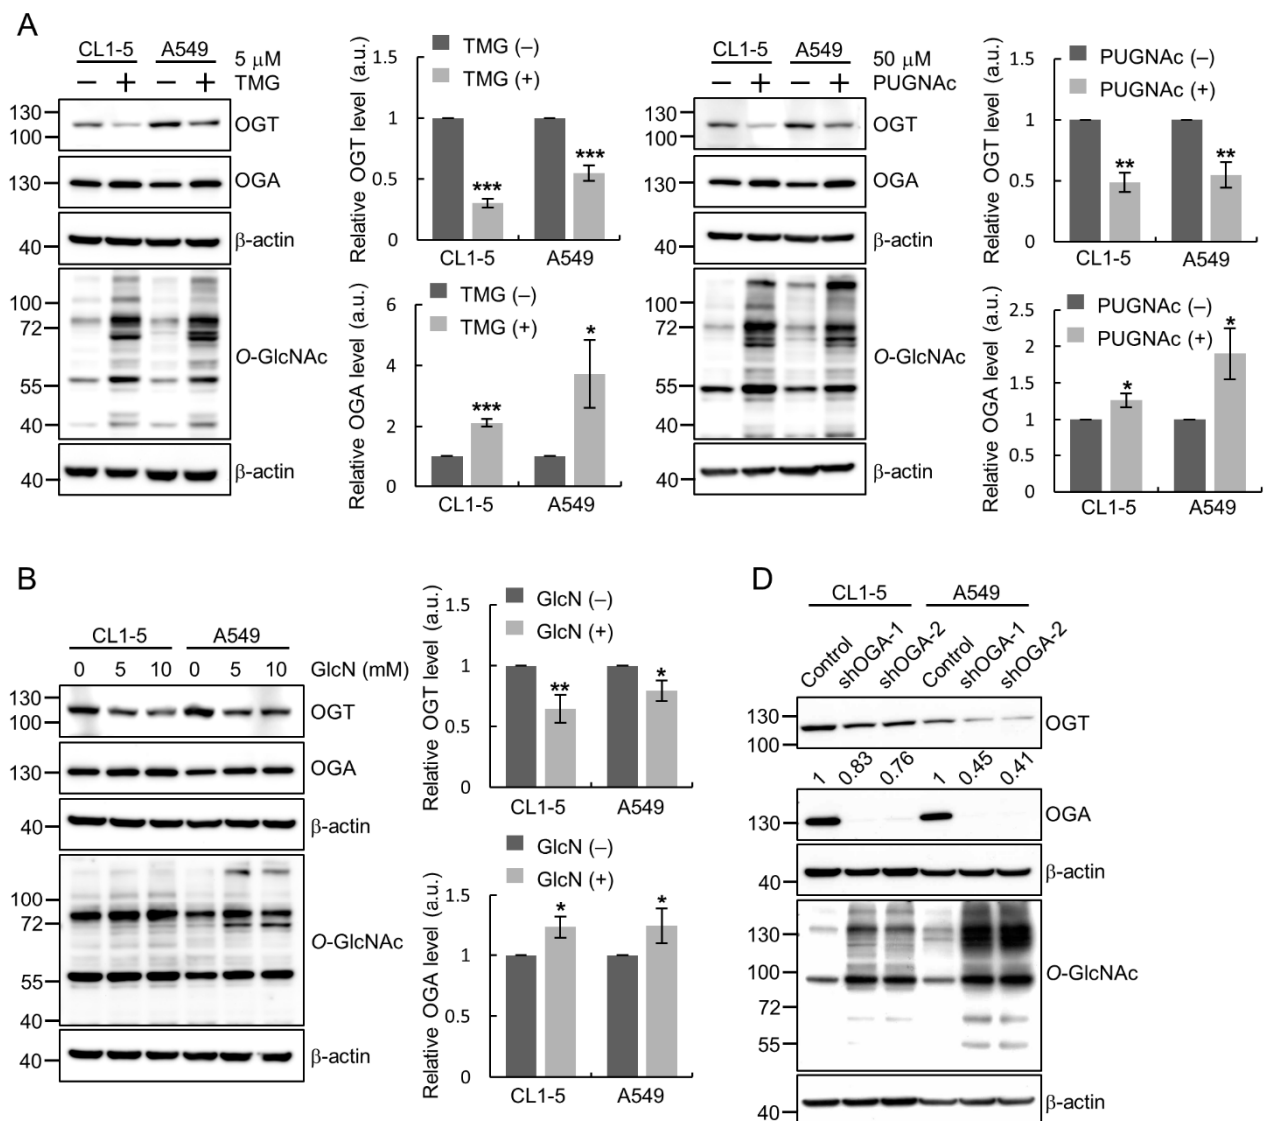 A
CL1-5 A549
5 μM
– + – + TMG
130
100
OGT
130
OGA
40
β-actin
100
72
55
40
O-GlcNAc
40
β-actin
Relative OGT level (a.u.)
1.5
1
0.5
0
TMG (–)
TMG (+)
***
***
CL1-5 A549
Relative OGA level (a.u.)
6
4
2
0
TMG (–)
TMG (+)
***
*
CL1-5 A549
CL1-5 A549
50 μM
– + – + PUGNAc
130
100
OGT
130
OGA
40
β-actin
100
72
55
40
O-GlcNAc
40
β-actin
Relative OGT level (a.u.)
1.5
1
0.5
0
PUGNAc (–)
PUGNAc (+)
**
**
CL1-5 A549
Relative OGA level (a.u.)
2.5
2
1.5
1
0.5
0
PUGNAc (–)
PUGNAc (+)
*
*
CL1-5 A549
B
CL1-5 A549
0 5 10 0 5 10 GlcN (mM)
130
100
OGT
130
OGA
40
β-actin
100
72
55
40
O-GlcNAc
40
β-actin
Relative OGT level (a.u.)
1.5
1
0.5
0
GlcN (–)
GlcN (+)
**
*
CL1-5 A549
Relative OGA level (a.u.)
1.5
1
0.5
0
GlcN (–)
GlcN (+)
*
*
CL1-5 A549
D
CL1-5 A549
Control shOGA-1 shOGA-2 Control shOGA-1 shOGA-2
130
100
OGT
1 0.83 0.76 1 0.45 0.41
130
OGA
40
β-actin
130
100
72
55
O-GlcNAc
40
β-actin